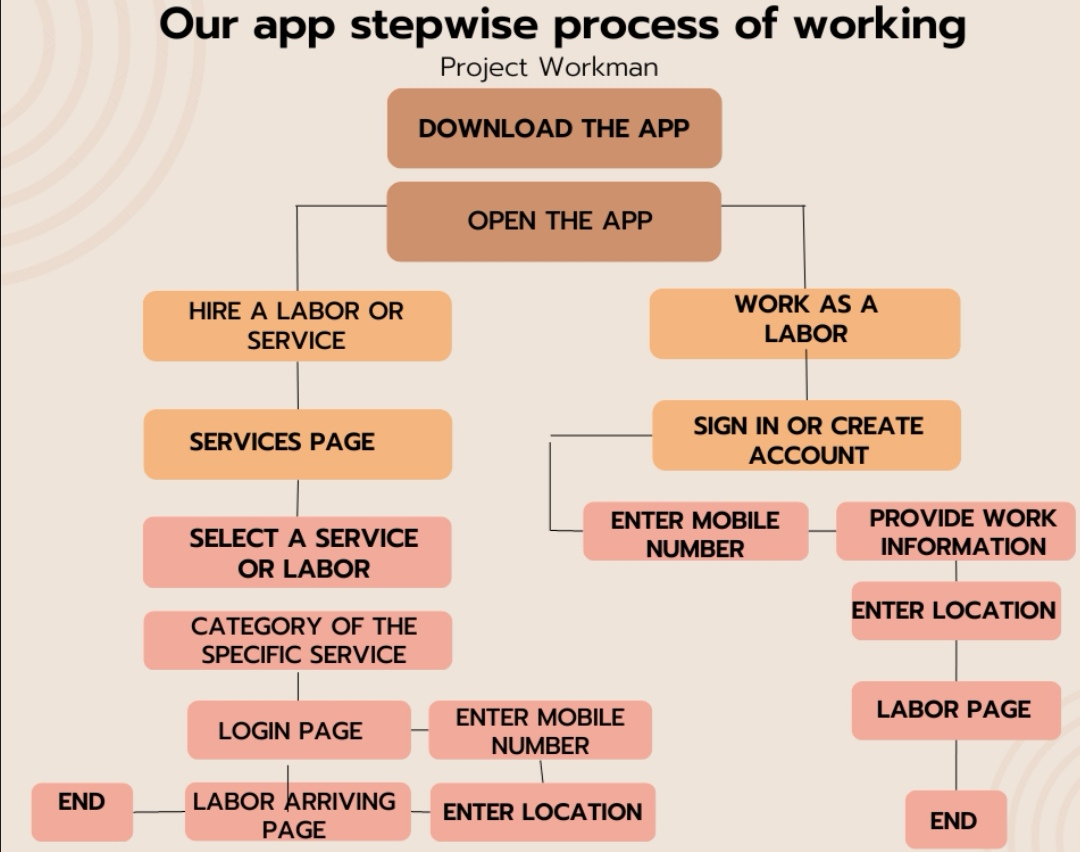 Our app stepwise process of working
Project Workman
DOWNLOAD THE APP
OPEN THE APP
HIRE A LABOR OR
SERVICE
SERVICES PAGE
SELECT A SERVICE
OR LABOR
CATEGORY OF THE
SPECIFIC SERVICE
LOGIN PAGE
ENTER MOBILE
NUMBER
ENTER LOCATION
LABOR ARRIVING
PAGE
END
WORK AS A
LABOR
SIGN IN OR CREATE
ACCOUNT
ENTER MOBILE
NUMBER
PROVIDE WORK
INFORMATION
ENTER LOCATION
LABOR PAGE
END